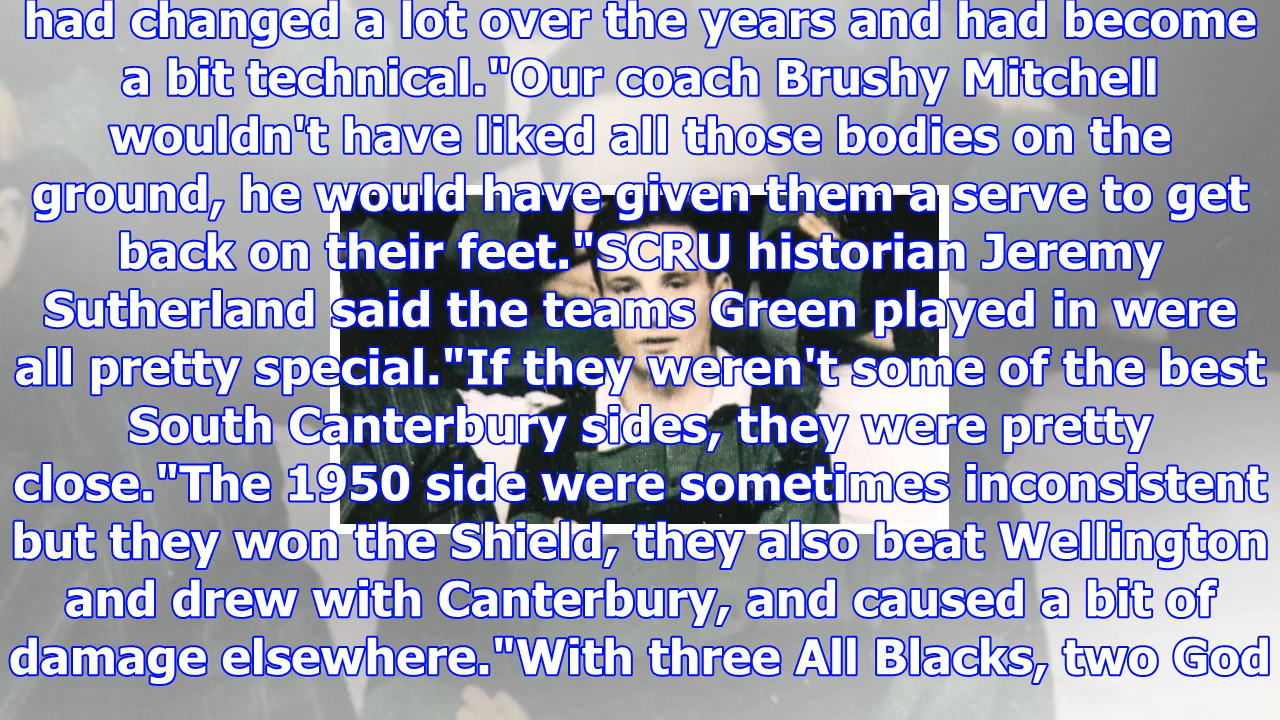 had changed a lot over the years and had become
a bit technical."Our coach Brushy Mitchell
wouldn't have liked all those bodies on the
ground, he would have given them a serve to get
back on their feet."SCRU historian Jeremy
Sutherland said the teams Green played in were
all pretty special."If they weren't some of the best
South Canterbury sides, they were pretty
close."The 1950 side were sometimes inconsistent
but they won the Shield, they also beat Wellington
and drew with Canterbury, and caused a bit of
damage elsewhere."With three All Blacks, two God